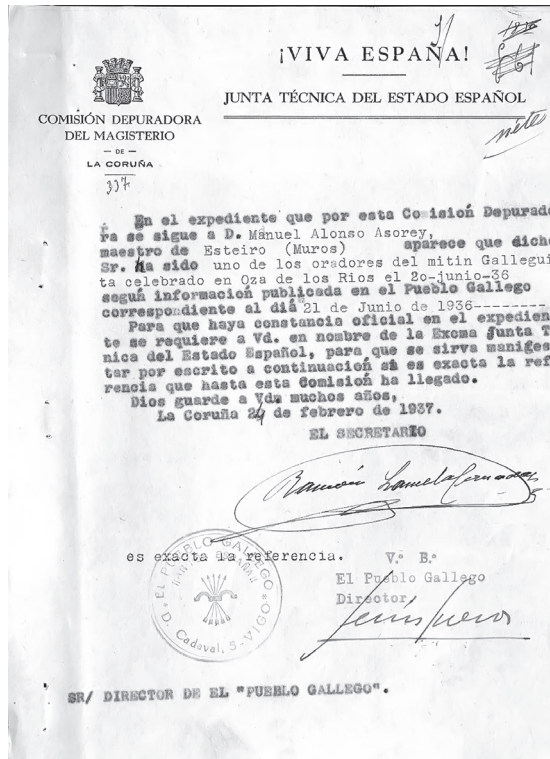 ¡VIVA ESPAÑA!
JUNTA TÉCNICA DEL ESTADO ESPAÑOL
COMISIÓN DEPURADORA
DEL MAGISTERIO
— DE —
LA CORUÑA
337
En el expediente que por esta Comisión Depurado
ra se sigue a D. Manuel Alonso Asorey,
maestro de Esteiro (Muros) aparece que dicho
Sr. Ha sido uno de los oradores del mitin Gallegui
ta celebrado en Oza de los Rios el 20-junio-36
según información publicada en el Pueblo Gallego
correspondiente al diá 21 de Junio de 1936---------
Para que haya constancia oficial en el expedien
te se requiere a Vd. en nombre de la Excma Junta T
nica del Estado Español, para que se sirva manifes
tar por escrito a continuación si es exacta la ref
rencia que hasta esta Comisión ha llegado.
Dios guarde a Vds muchos años,
La Coruña 24 de febrero de 1937.
EL SECRETARIO
es exacta la referencia.
V.º B.º
El Pueblo Gallego
Director,
EL PUEBLO GALLEGO
D. Cadaval, 5 - VIGO
SR/ DIRECTOR DE EL "PUEBLO GALLEGO".